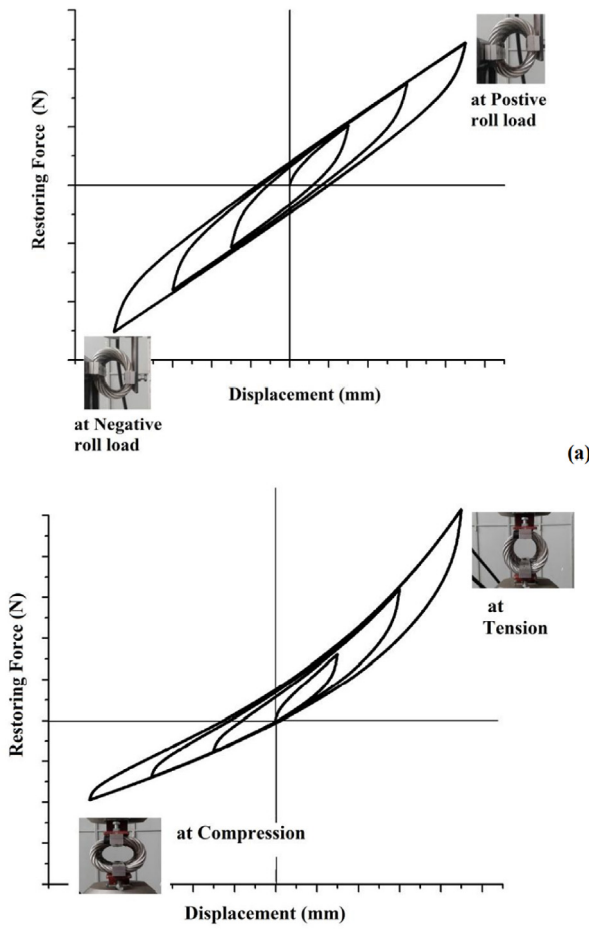 Restoring Force (N)
at Postive
roll load
Displacement (mm)
at Negative
roll load
(a)
Restoring Force (N)
at
Tension
at Compression
Displacement (mm)